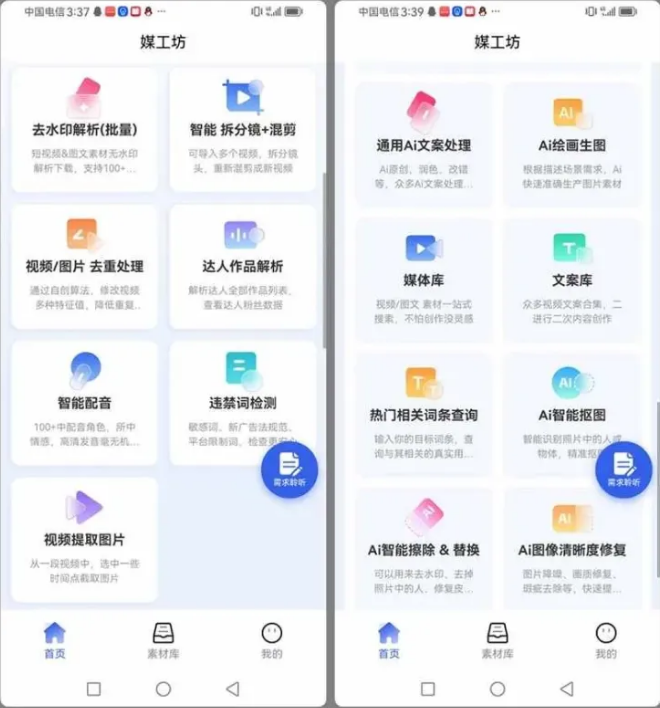 中国电信 3:37
媒工坊
去水印解析(批量)
短视频&图文素材无水印
解析下载，支持100+...
智能 拆分镜+混剪
可导入多个视频，拆分镜
头，重新混剪成新视频
视频/图片 去重处理
通过自创算法，修改视频
多种特征值，降低重复...
达人作品解析
解析达人全部作品列表，
查看达人粉丝数据
智能配音
100+中配音角色、所中
情感，高清发音毫无机...
违禁词检测
敏感词、新广告法规范、
平台限制词，检查更
需求聆听
视频提取图片
从一段视频中，选中一些
时间点截取图片
首页
素材库
我的
中国电信 3:39
媒工坊
通用Ai文案处理
Ai原创、润色、改错
等，众多Ai文案处理...
Ai绘画生图
根据描述场景需求，Ai
快速准确生产图片素材
媒体库
视频/图文 素材一站式
搜索，不怕创作没灵感
文案库
众多视频文案合集，二
进行二次内容创作
热门相关词条查询
输入你的目标词条，查
询与其相关的真实用...
Ai智能抠图
智能识别照片中的人或
物体，精准抠
需求聆听
Ai智能擦除 & 替换
可以用来去水印、去掉
照片中的人、修复皮...
Ai图像清晰度修复
图片降噪、画质修复、
瑕疵去除等，快速提...
首页
素材库
我的